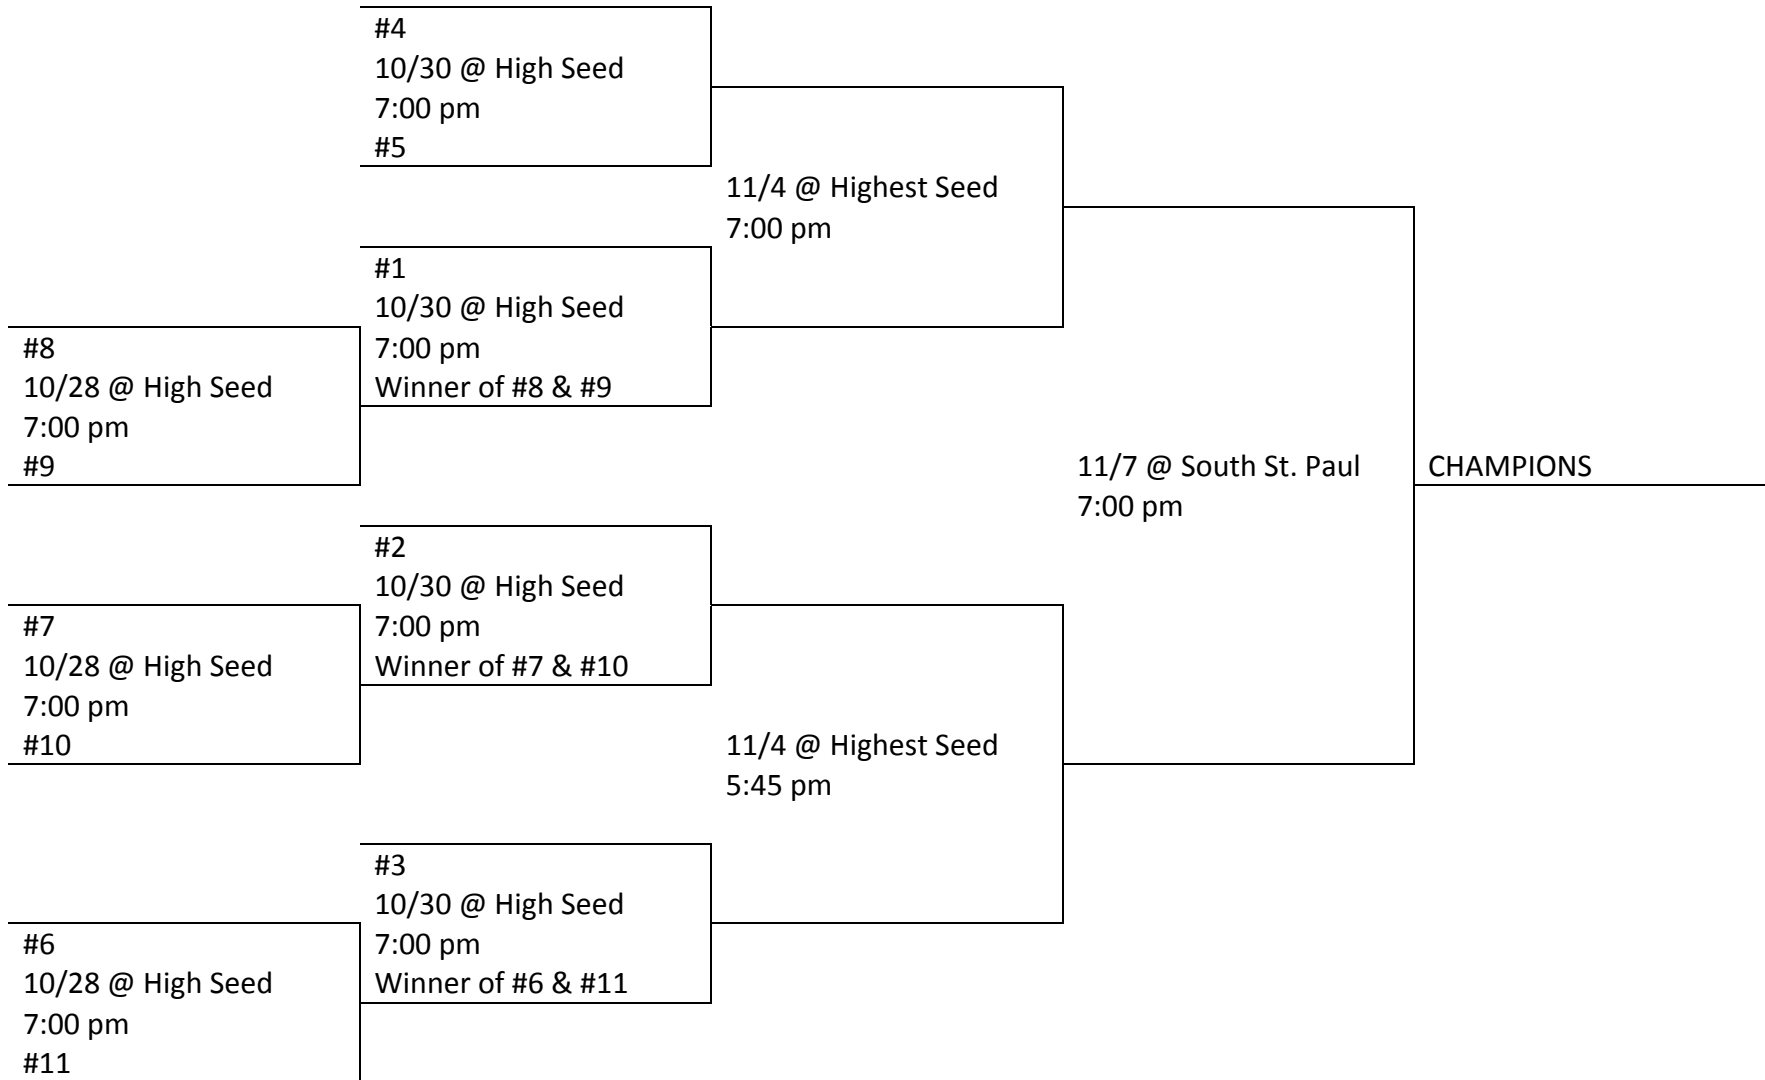 #4
10/30 @ High Seed
7:00 pm
#5
11/4 @ Highest Seed
7:00 pm
#1
10/30 @ High Seed
7:00 pm
Winner of #8 & #9
#8
10/28 @ High Seed
7:00 pm
#9
11/7 @ South St. Paul
7:00 pm
CHAMPIONS
#2
10/30 @ High Seed
7:00 pm
Winner of #7 & #10
#7
10/28 @ High Seed
7:00 pm
#10
11/4 @ Highest Seed
5:45 pm
#3
10/30 @ High Seed
7:00 pm
Winner of #6 & #11
#6
10/28 @ High Seed
7:00 pm
#11